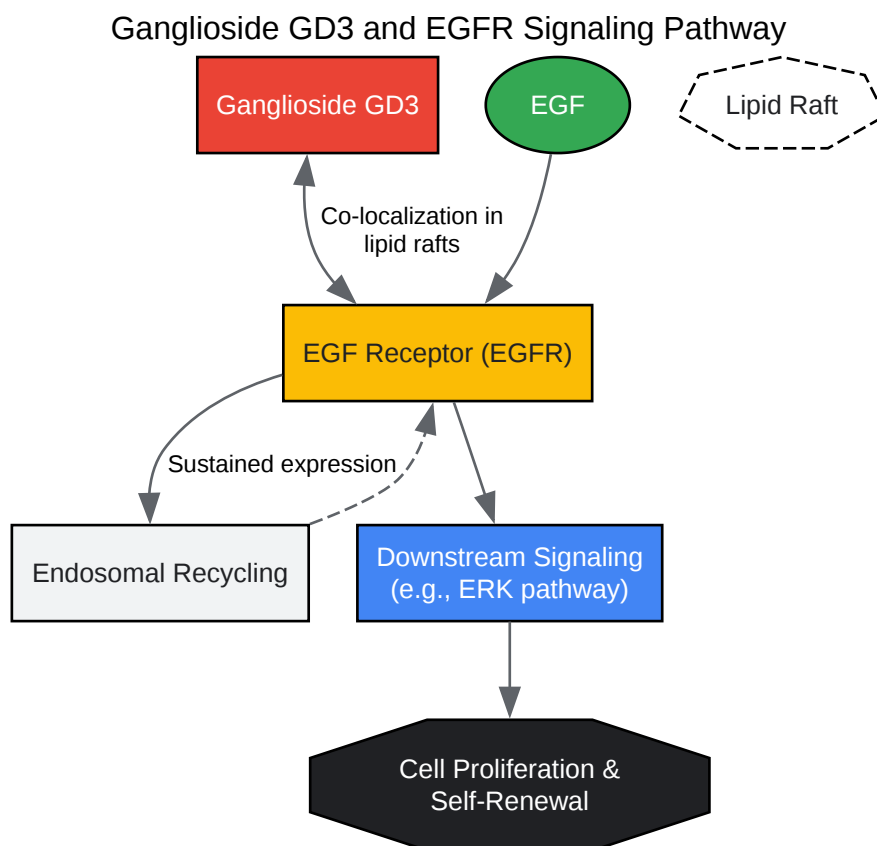 Ganglioside GD3 and EGFR Signaling Pathway
Ganglioside GD3
EGF
Lipid Raft
Co-localization in
lipid rafts
EGF Receptor (EGFR)
Sustained expression
Endosomal Recycling
Downstream Signaling
(e.g., ERK pathway)
Cell Proliferation &
Self-Renewal